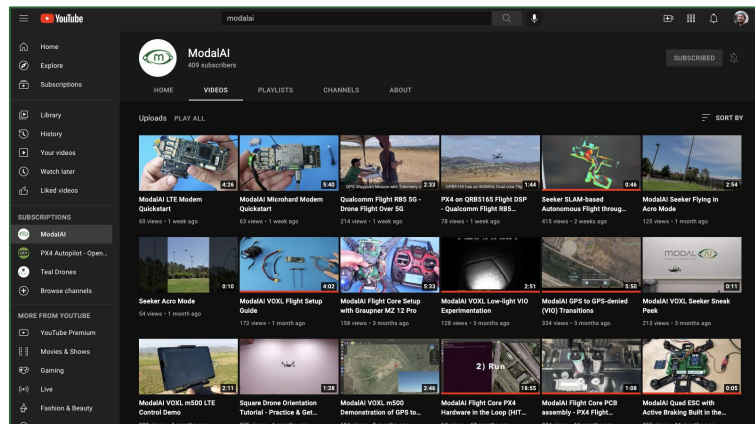 YouTube
modalai
Home
Explore
Subscriptions
Library
History
Your videos
Watch later
Liked videos
SUBSCRIPTIONS
ModalAI
PX4 Autopilot - Open...
Teal Drones
Browse channels
MORE FROM YOUTUBE
YouTube Premium
Movies & Shows
Gaming
Live
Fashion & Beauty
m
ModalAI
409 subscribers
SUBSCRIBED
HOME VIDEOS PLAYLISTS CHANNELS ABOUT
Uploads PLAY ALL
SORT BY
4:26
ModalAI LTE Modem
Quickstart
60 views • 1 week ago
5:40
ModalAI Microhard Modem
Quickstart
63 views • 1 week ago
2:33
Qualcomm Flight RB5 5G -
Drone Flight Over 5G
214 views • 1 week ago
1:44
PX4 on QRB5165 Flight DSP
- Qualcomm Flight RB5...
78 views • 1 week ago
0:46
Seeker SLAM-based
Autonomous Flight throug...
415 views • 2 weeks ago
2:54
ModalAI Seeker Flying in
Acro Mode
125 views • 1 month ago
0:10
Seeker Acro Mode
54 views • 1 month ago
4:02
ModalAI VOXL Flight Setup
Guide
172 views • 1 month ago
5:33
ModalAI Flight Core Setup
with Graupner MZ 12 Pro
158 views • 3 months ago
2:51
ModalAI VOXL Low-light VIO
Experimentation
128 views • 3 months ago
5:50
ModalAI GPS to GPS-denied
(VIO) Transitions
334 views • 3 months ago
MODAL AI
0:11
ModalAI VOXL Seeker Sneak
Peek
213 views • 3 months ago
2:11
ModalAI VOXL m500 LTE
Control Demo
1:28
Square Drone Orientation
Tutorial - Practice & Get...
2:46
ModalAI VOXL m500
Demonstration of GPS to...
2) Run
18:55
ModalAI Flight Core PX4
Hardware in the Loop (HIT...
1:08
ModalAI Flight Core PCB
assembly - PX4 Flight...
0:05
ModalAI Quad ESC with
Active Braking Built in the...